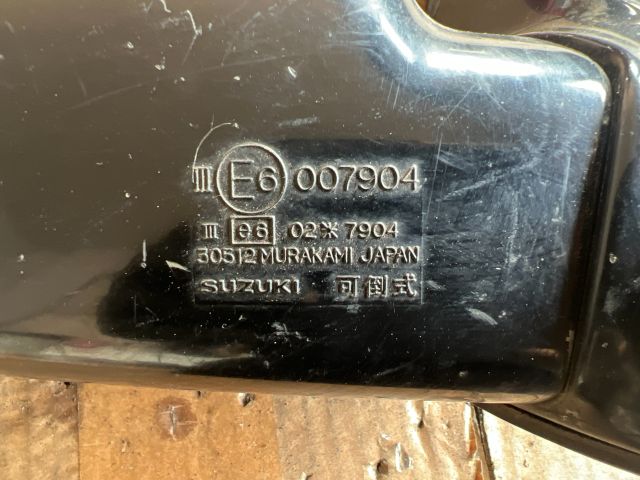 III E6 007904
III e6 02*7904
30512 MURAKAMI JAPAN
SUZUKI 可倒式